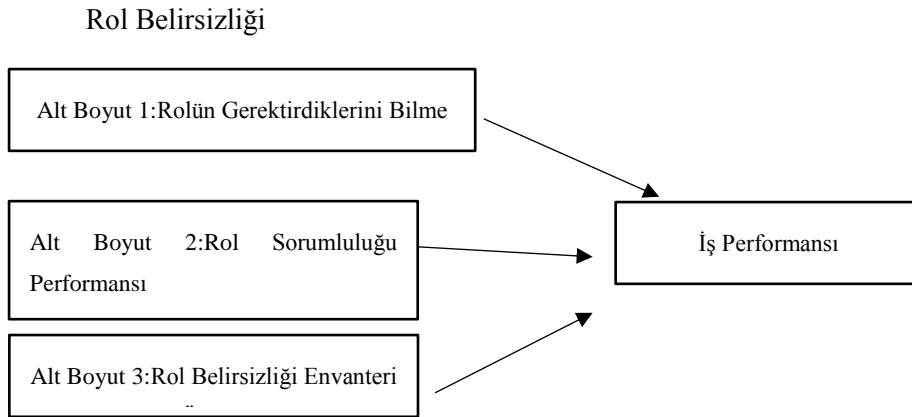 Rol Belirsizliği
Alt Boyut 1:Rolün Gerektirdiklerini Bilme
Alt Boyut 2:Rol Sorumluluğu
Performansı
İş Performansı
Alt Boyut 3:Rol Belirsizliği Envanteri